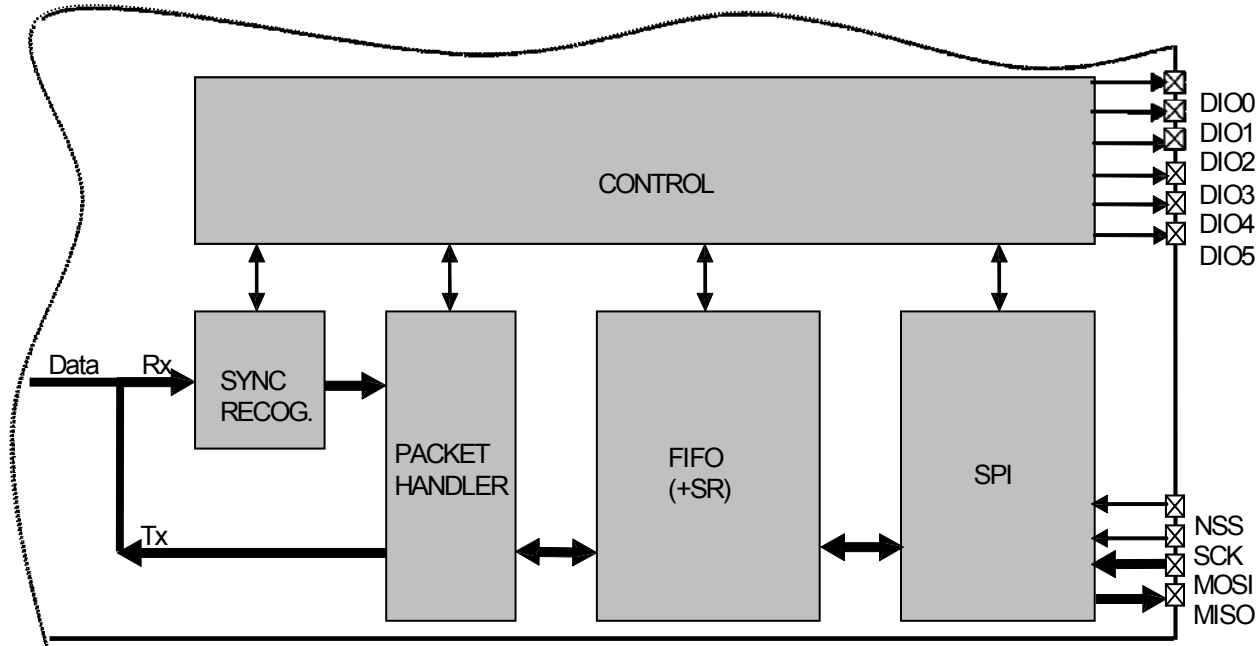 DIO0
DIO1
DIO2
DIO3
DIO4
DIO5
CONTROL
Data
Rx
SYNC
RECOG.
PACKET
HANDLER
FIFO
(+SR)
SPI
Tx
NSS
SCK
MOSI
MISO